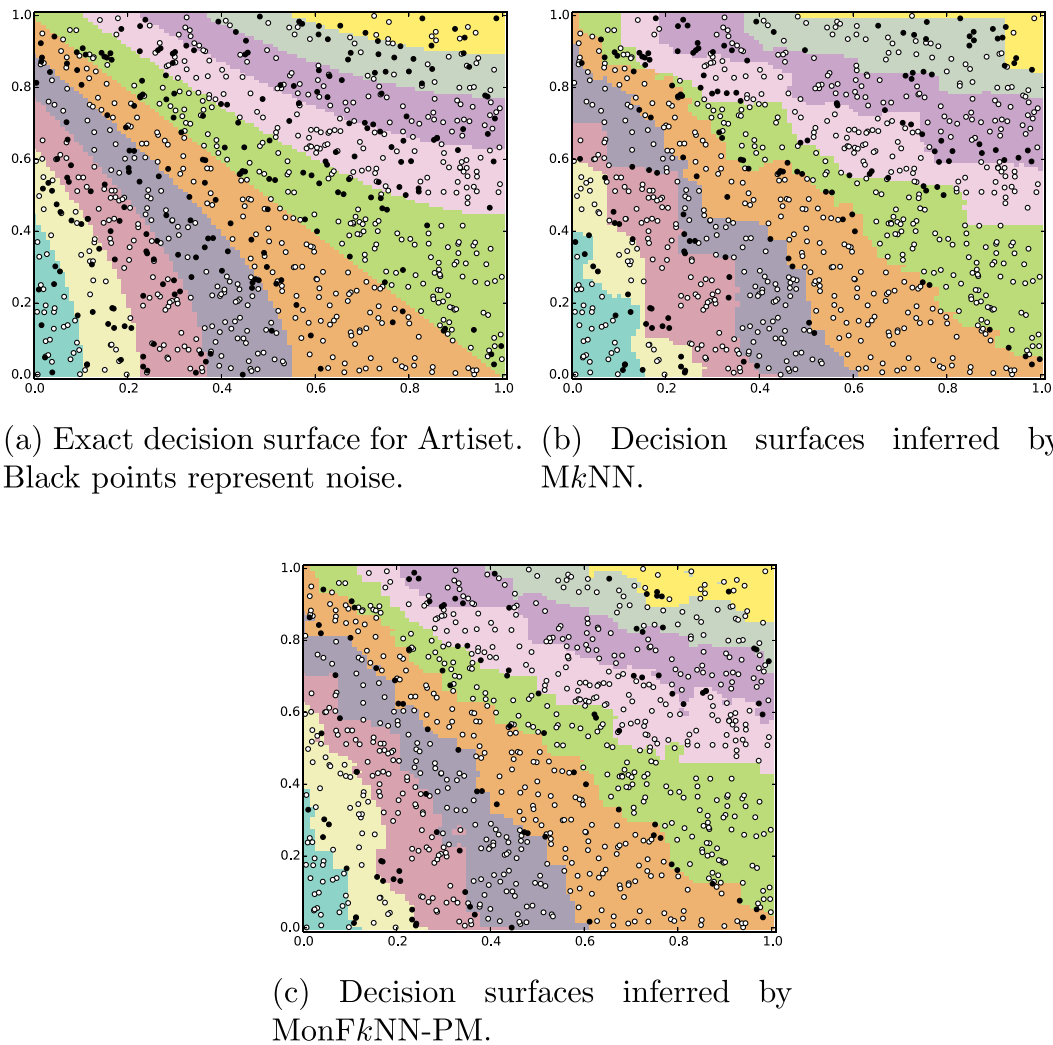 1.0
0.8
0.6
0.4
0.2
0.0
0.0 0.2 0.4 0.6 0.8 1.0
1.0
0.8
0.6
0.4
0.2
0.0
0.0 0.2 0.4 0.6 0.8 1.0
(a) Exact decision surface for Artiset.
Black points represent noise.
(b) Decision surfaces inferred by
MkNN.
1.0
0.8
0.6
0.4
0.2
0.0
0.0 0.2 0.4 0.6 0.8 1.0
(c) Decision surfaces inferred by
MonFkNN-PM.